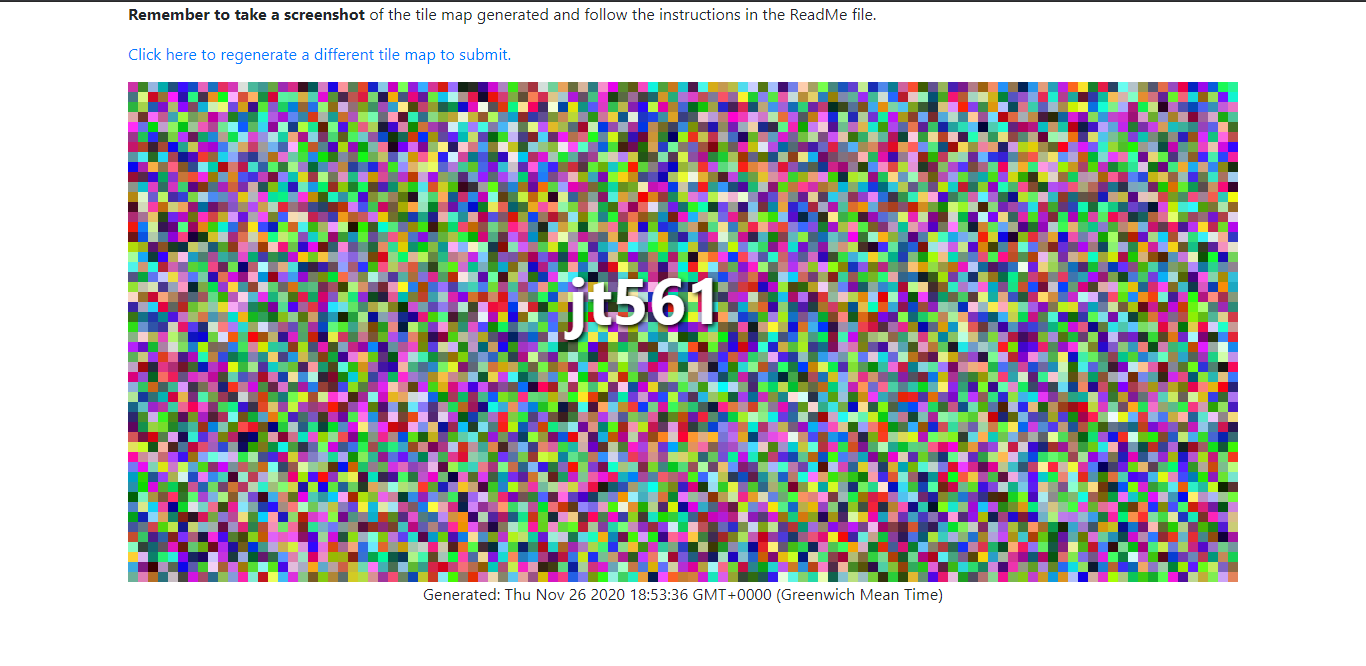 Remember to take a screenshot of the tile map generated and follow the instructions in the ReadMe file.
Click here to regenerate a different tile map to submit.
jt561
Generated: Thu Nov 26 2020 18:53:36 GMT+0000 (Greenwich Mean Time)